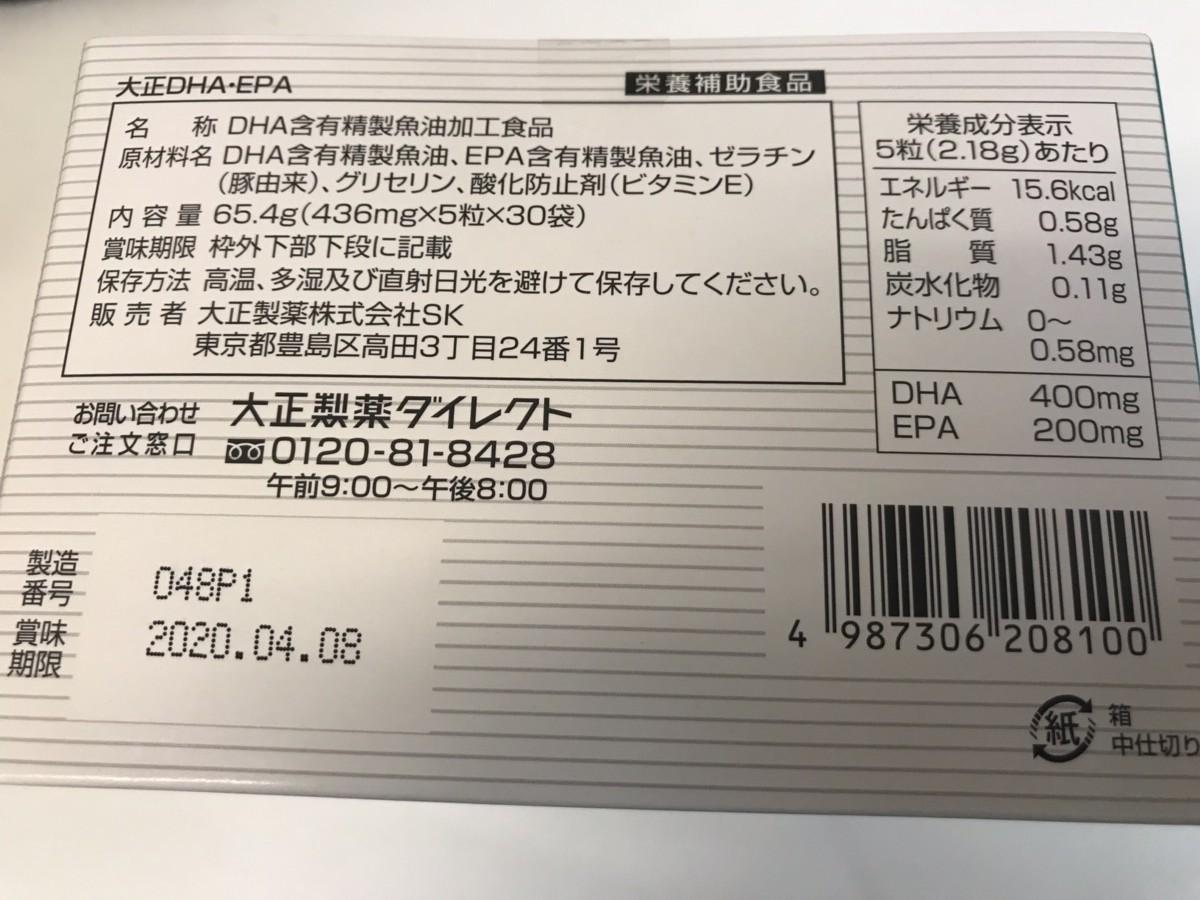 大正DHA・EPA
栄養補助食品
名称 DHA含有精製魚油加工食品
原材料名 DHA含有精製魚油、EPA含有精製魚油、ゼラチン
(豚由来)、グリセリン、酸化防止剤(ビタミンE)
内容量 65.4g(436mg×5粒×30袋)
賞味期限 枠外下部下段に記載
保存方法 高温、多湿及び直射日光を避けて保存してください。
販売者 大正製薬株式会社SK
東京都豊島区高田3丁目24番1号
栄養成分表示
5粒(2.18g)あたり
エネルギー 15.6kcal
たんぱく質 0.58g
脂質 1.43g
炭水化物 0.11g
ナトリウム 0～
0.58mg
DHA 400mg
EPA 200mg
お問い合わせ
ご注文窓口
大正製薬ダイレクト
0120-81-8428
午前9:00～午後8:00
製造
番号
048P1
賞味
期限
2020.04.08
4 987306 208100
紙
箱
中仕切り